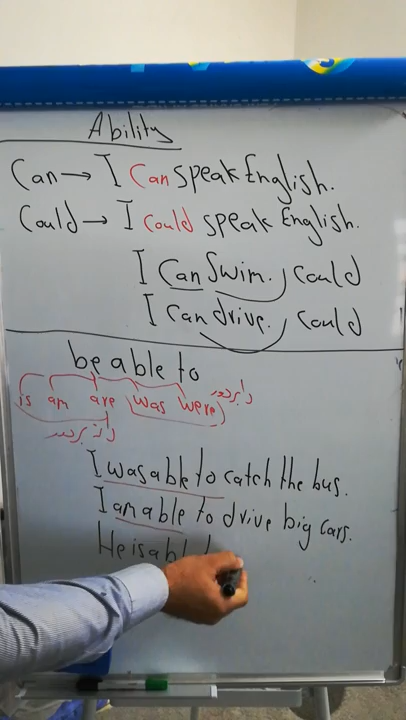 Ability
Can → I Can speak English.
Could → I could speak English.
I Can Swim. could
I can drive. could
be able to
is am are was were
I was able to catch the bus.
I am able to drive big cars.
He is abl